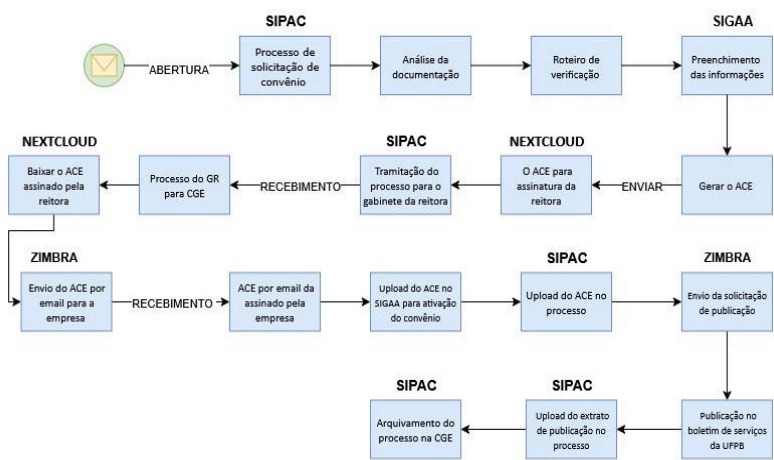 SIPAC
SIGAA
ABERTURA
Processo de
solicitação de
convênio
Análise da
documentação
Roteiro de
verificação
Preenchimento
das informações
NEXTCLOUD
SIPAC
NEXTCLOUD
Baixar o ACE
assinado pela
reitora
Processo do GR
para CGE
RECEBIMENTO
Tramitação do
processo para o
gabinete da reitora
O ACE para
assinatura da
reitora
ENVIAR
Gerar o ACE
ZIMBRA
SIPAC
ZIMBRA
Envio do ACE por
email para a
empresa
RECEBIMENTO
ACE por email da
assinado pela
empresa
Upload do ACE no
SIGAA para ativação
do convênio
Upload do ACE no
processo
Envio da solicitação
de publicação
SIPAC
SIPAC
Arquivamento do
processo na CGE
Upload do extrato
de publicação no
processo
Publicação no
boletim de serviços
da UFPB